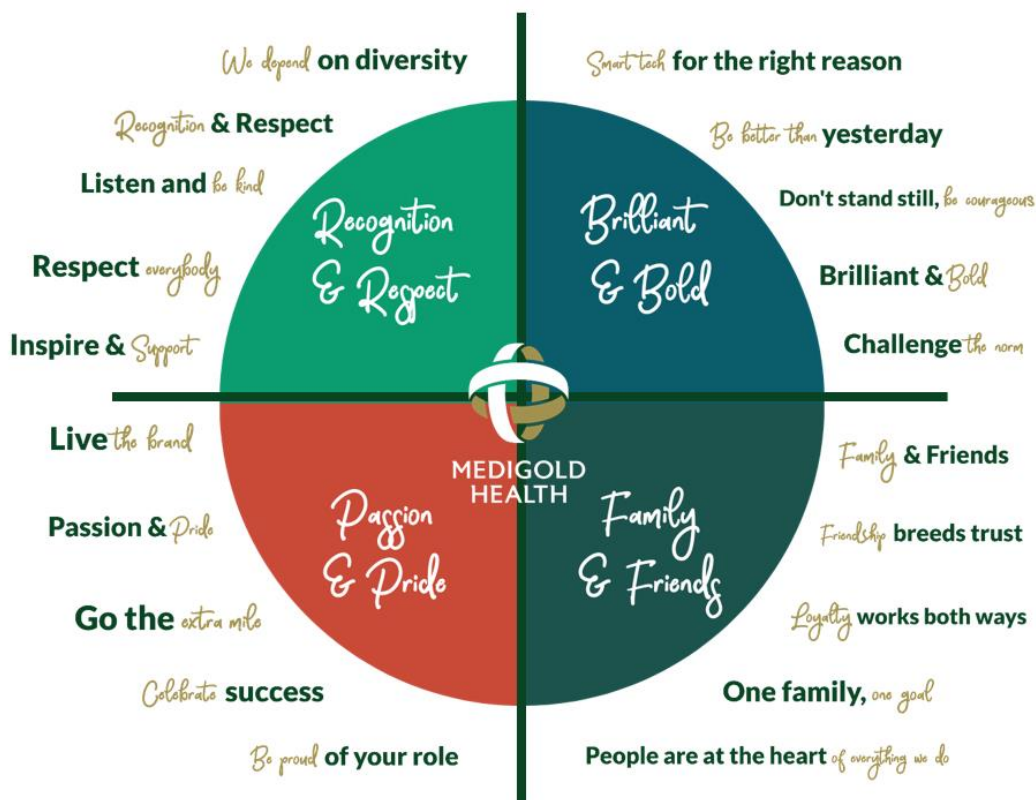 We depend on diversity
Recognition & Respect
Listen and be kind
Respect everybody
Inspire & Support
Recognition
& Respect
Smart tech for the right reason
Be better than yesterday
Don't stand still, be courageous
Brilliant & Bold
Challenge the norm
Brilliant
& Bold
MEDIGOLD
HEALTH
Live the brand
Passion & Pride
Go the extra mile
Celebrate success
Be proud of your role
Passion
& Pride
Family
& Friends
Family & Friends
Friendship breeds trust
Loyalty works both ways
One family, one goal
People are at the heart of everything we do